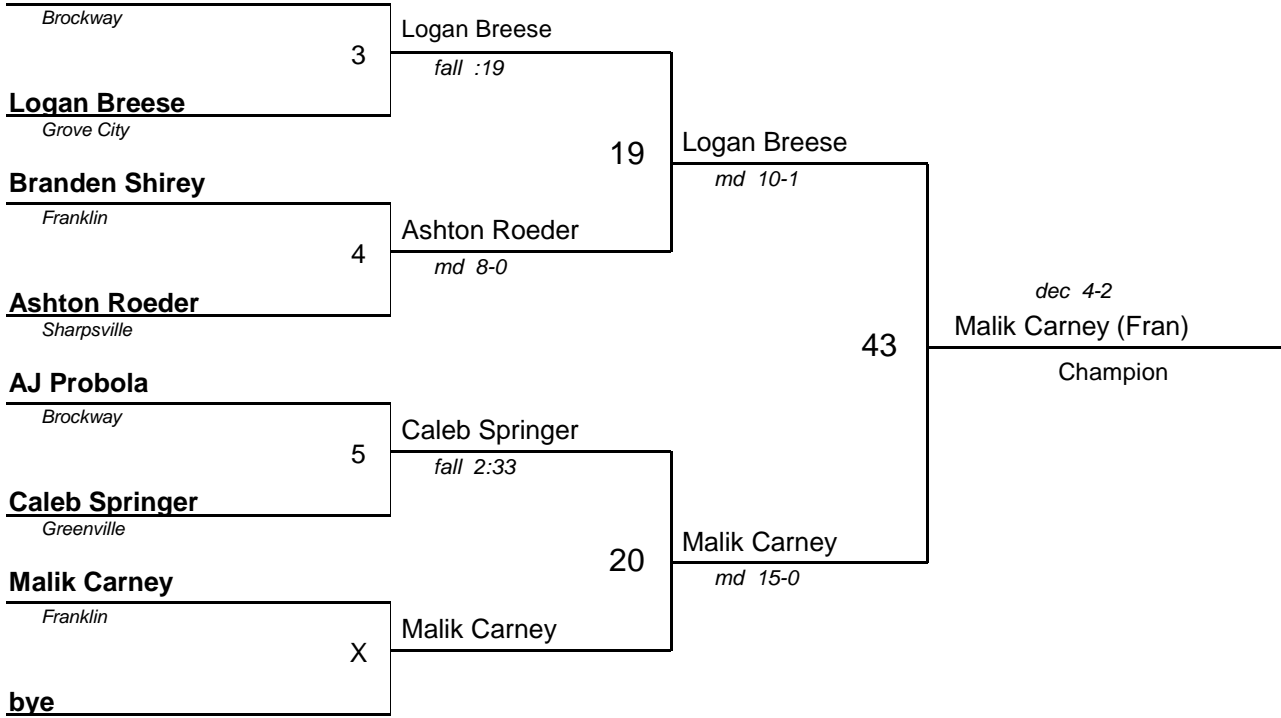 Brockway
3
Logan Breese
fall :19
Logan Breese
Grove City
19
Logan Breese
md 10-1
Branden Shirey
Franklin
4
Ashton Roeder
md 8-0
Ashton Roeder
Sharpsville
43
dec 4-2
Malik Carney (Fran)
Champion
AJ Probola
Brockway
5
Caleb Springer
fall 2:33
Caleb Springer
Greenville
20
Malik Carney
md 15-0
Malik Carney
Franklin
X
Malik Carney
bye